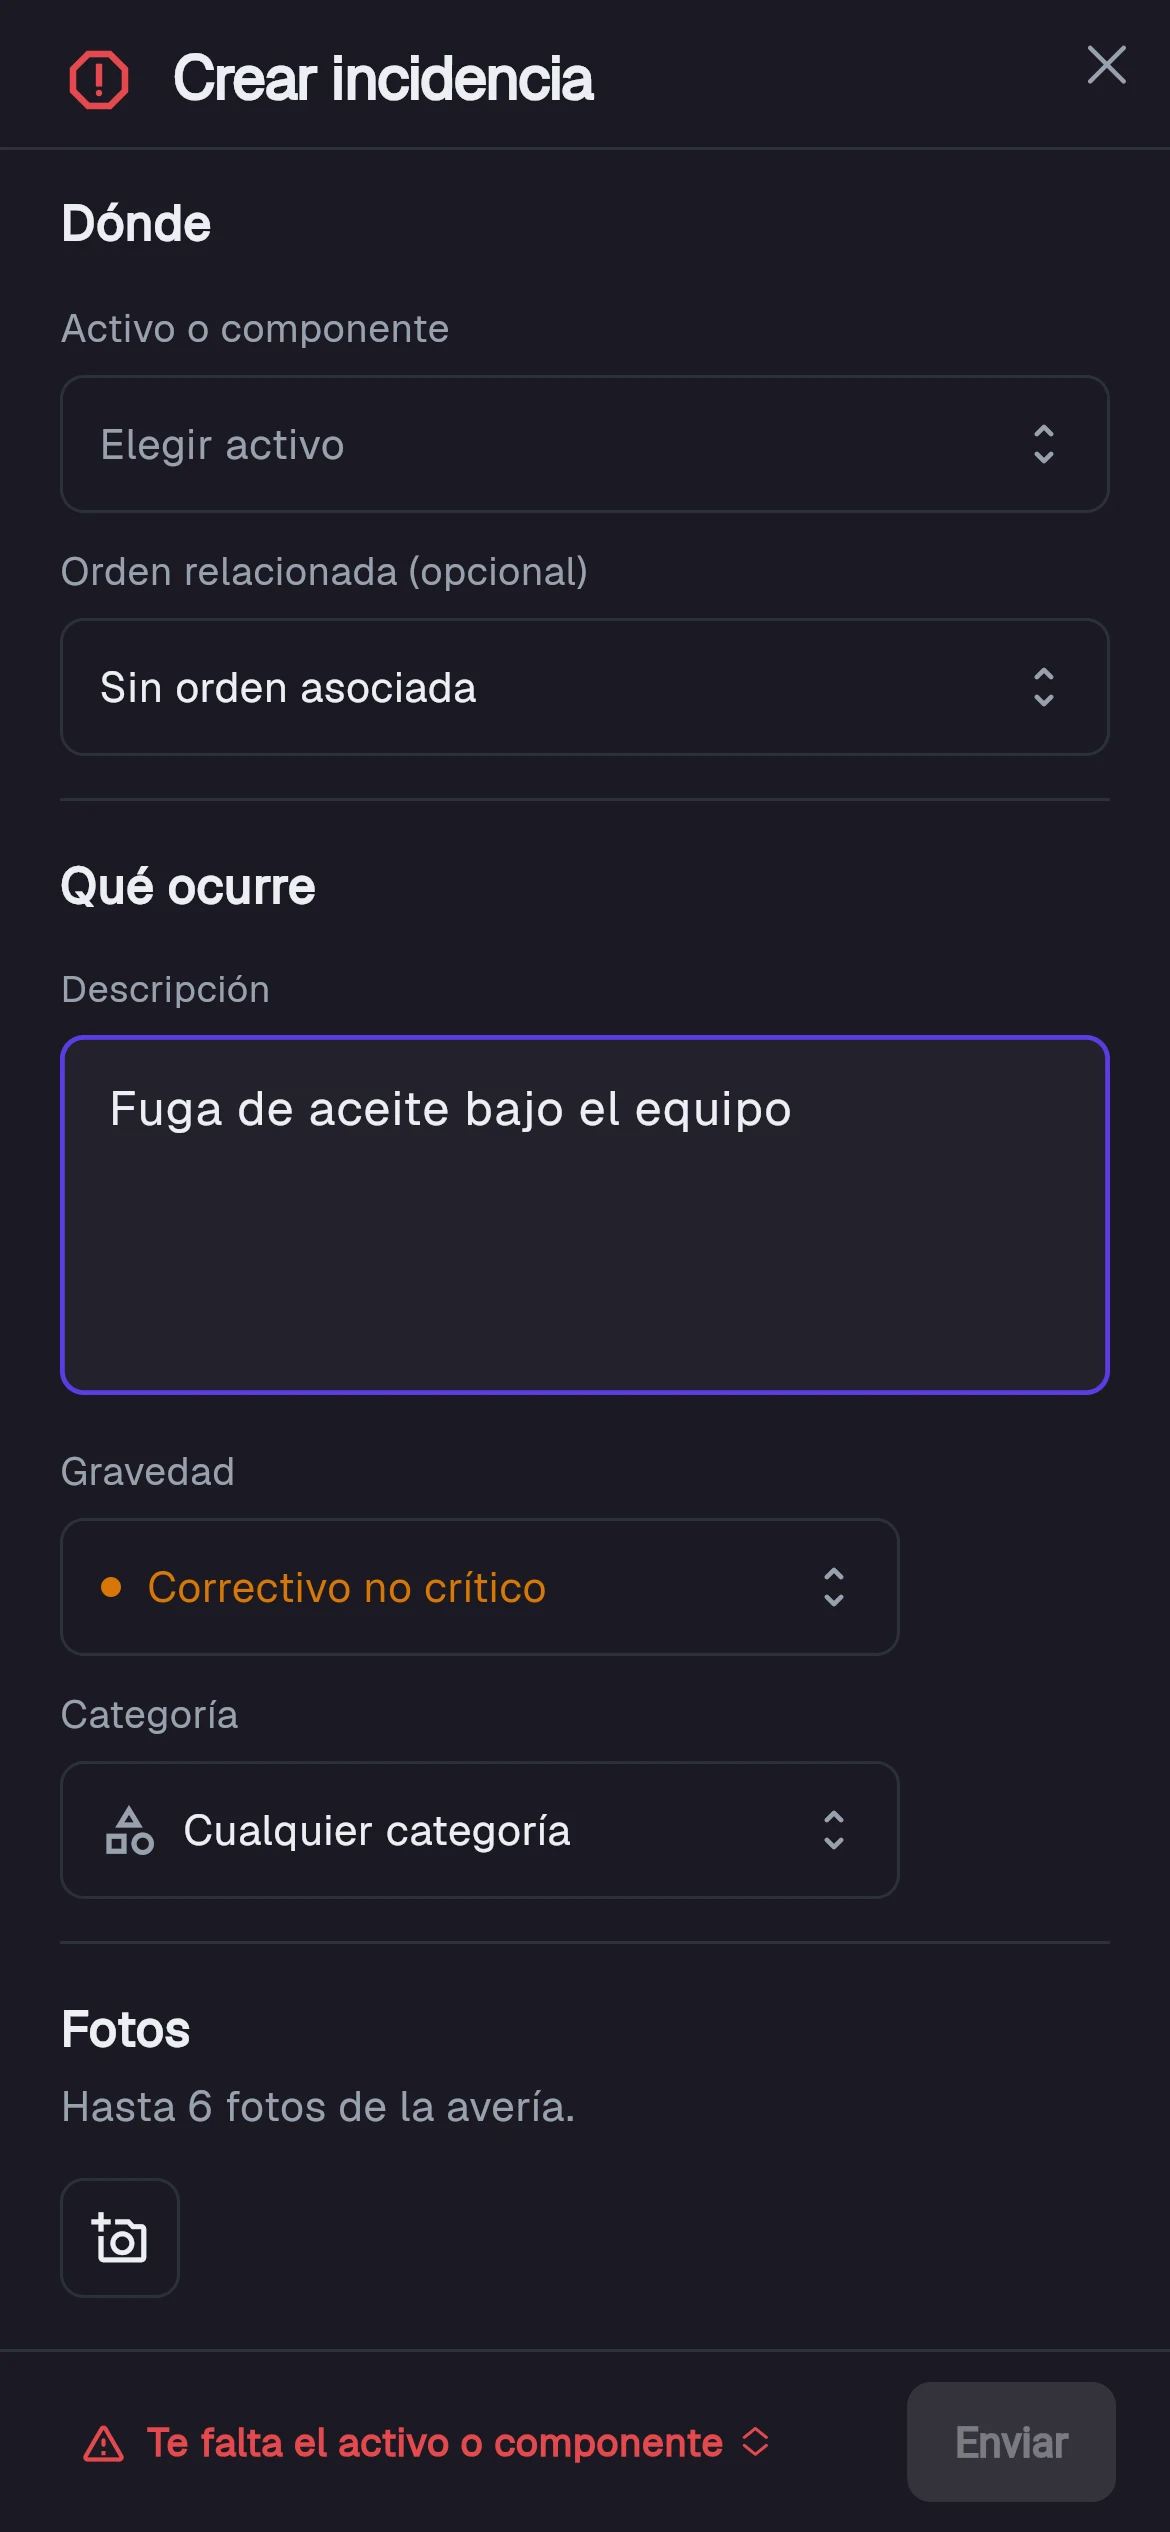 Crear incidencia
Dónde
Activo o componente
Elegir activo
Orden relacionada (opcional)
Sin orden asociada
Qué ocurre
Descripción
Fuga de aceite bajo el equipo
Gravedad
Correctivo no crítico
Categoría
Cualquier categoría
Fotos
Hasta 6 fotos de la avería.
Te falta el activo o componente
Enviar